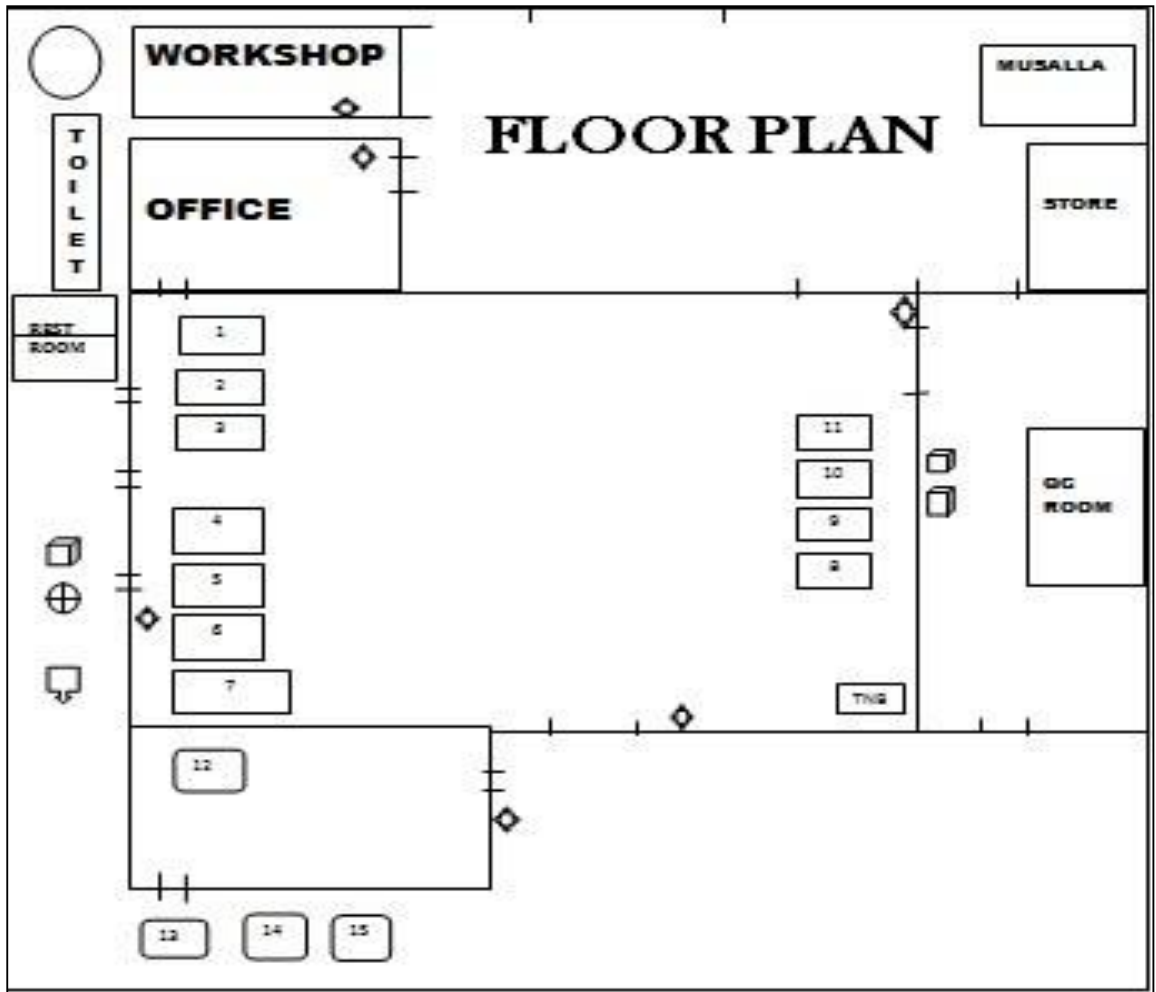 WORKSHOP
MUSALLA
FLOOR PLAN
TOILET
OFFICE
STORE
REST
ROOM
1
2
3
11
10
QC
ROOM
4
9
5
8
6
7
TNB
12
13
14
15